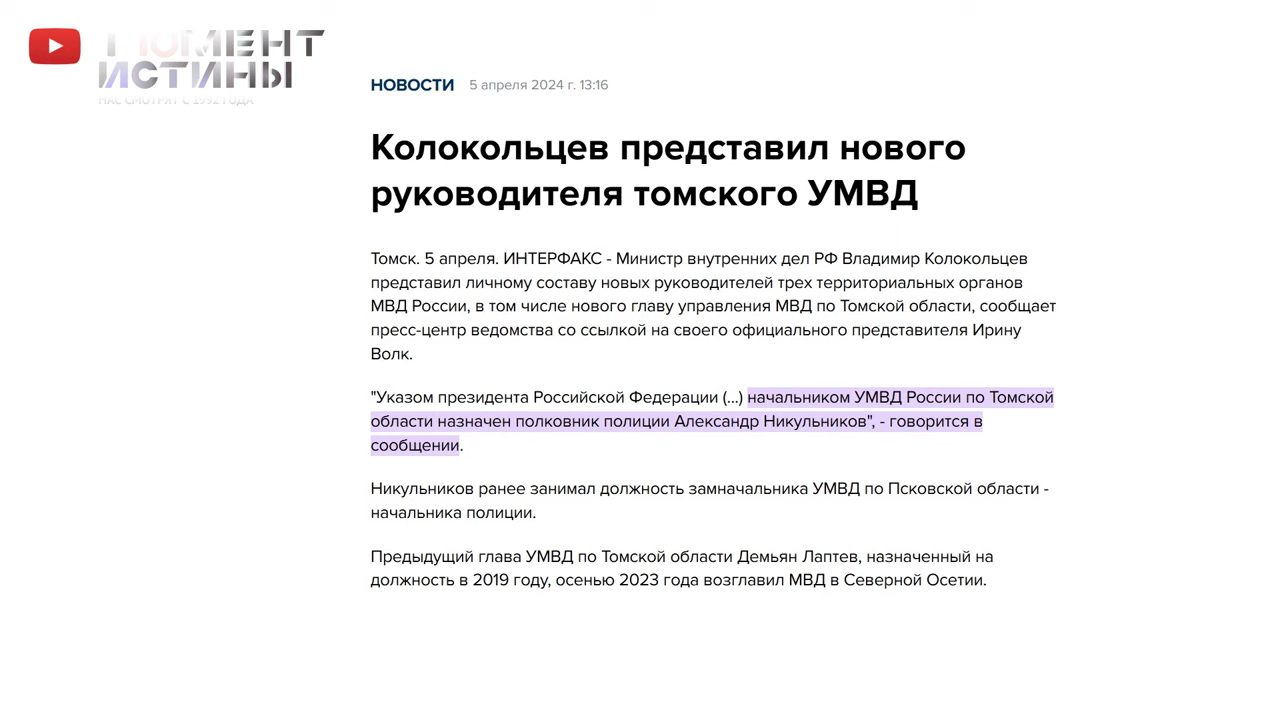 МОМЕНТ
ИСТИНЫ
НАС СМОТРЯТ С 1992 ГОДА
НОВОСТИ 5 апреля 2024 г. 13:16
Колокольцев представил нового
руководителя томского УМВД
Томск. 5 апреля. ИНТЕРФАКС - Министр внутренних дел РФ Владимир Колокольцев
представил личному составу новых руководителей трех территориальных органов
МВД России, в том числе нового главу управления МВД по Томской области, сообщает
пресс-центр ведомства со ссылкой на своего официального представителя Ирину
Волк.
"Указом президента Российской Федерации (...) начальником УМВД России по Томской
области назначен полковник полиции Александр Никульников", - говорится в
сообщении.
Никульников ранее занимал должность замначальника УМВД по Псковской области -
начальника полиции.
Предыдущий глава УМВД по Томской области Демьян Лаптев, назначенный на
должность в 2019 году, осенью 2023 года возглавил МВД в Северной Осетии.